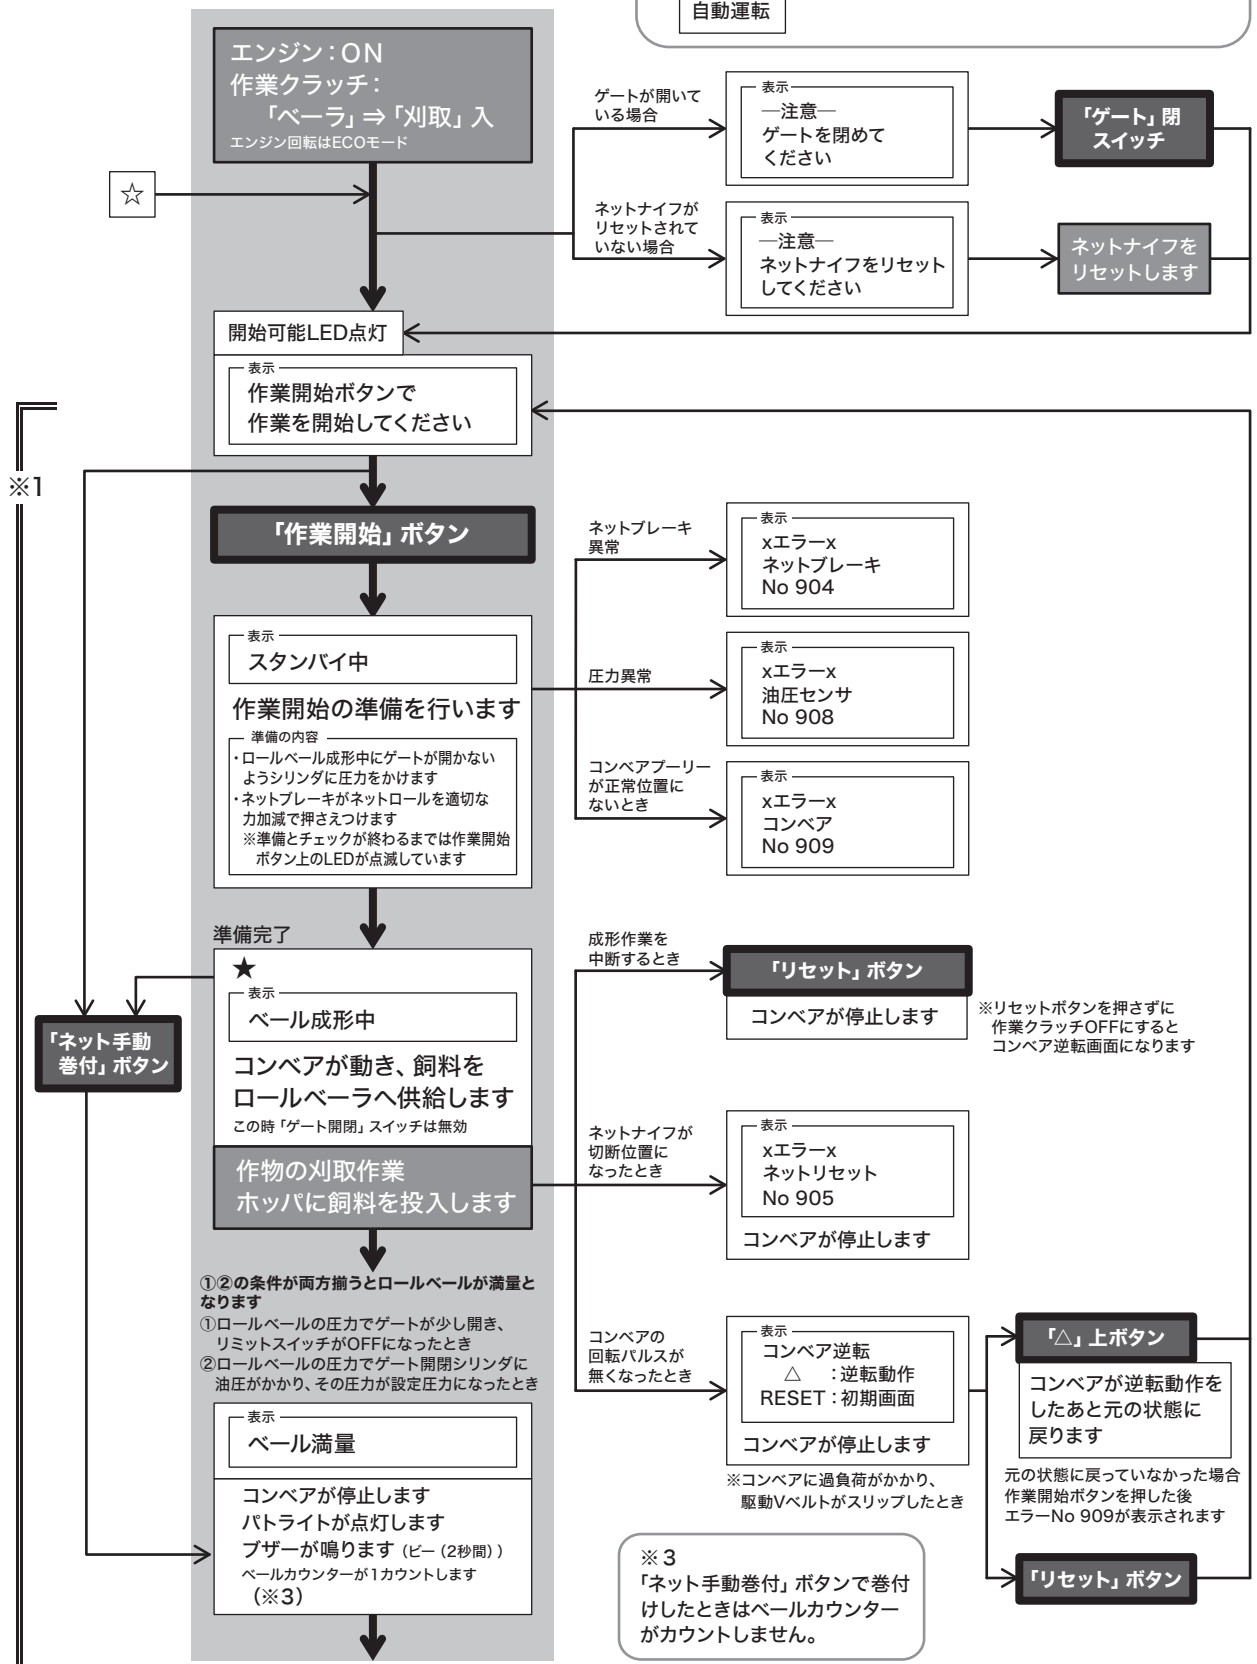 自動運転
エンジン：ON
作業クラッチ：
「ベーラ」⇒「刈取」入
エンジン回転はECOモード
☆
ゲートが開いて
いる場合
表示
―注意―
ゲートを閉めて
ください
「ゲート」閉
スイッチ
ネットナイフが
リセットされて
いない場合
表示
―注意―
ネットナイフをリセット
してください
ネットナイフを
リセットします
開始可能LED点灯
表示
作業開始ボタンで
作業を開始してください
※1
「作業開始」ボタン
ネットブレーキ
異常
表示
xエラーx
ネットブレーキ
No 904
表示
スタンバイ中
作業開始の準備を行います
準備の内容
・ロールベール成形中にゲートが開かない
ようシリンダに圧力をかけます
・ネットブレーキがネットロールを適切な
力加減で押さえつけます
※準備とチェックが終わるまでは作業開始
ボタン上のLEDが点滅しています
圧力異常
表示
xエラーx
油圧センサ
No 908
コンベアプーリー
が正常位置に
ないとき
表示
xエラーx
コンベア
No 909
準備完了
★
表示
ベール成形中
コンベアが動き、飼料を
ロールベーラへ供給します
この時「ゲート開閉」スイッチは無効
作物の刈取作業
ホッパに飼料を投入します
「ネット手動
巻付」ボタン
成形作業を
中断するとき
「リセット」ボタン
コンベアが停止します
※リセットボタンを押さずに
作業クラッチOFFにすると
コンベア逆転画面になります
ネットナイフが
切断位置に
なったとき
表示
xエラーx
ネットリセット
No 905
コンベアが停止します
①②の条件が両方揃うとロールベールが満量と
なります
①ロールベールの圧力でゲートが少し開き、
リミットスイッチがOFFになったとき
②ロールベールの圧力でゲート開閉シリンダに
油圧がかかり、その圧力が設定圧力になったとき
コンベアの
回転パルスが
無くなったとき
表示
コンベア逆転
△ ：逆転動作
RESET：初期画面
コンベアが停止します
※コンベアに過負荷がかかり、
駆動Vベルトがスリップしたとき
「△」上ボタン
コンベアが逆転動作を
したあと元の状態に
戻ります
元の状態に戻っていなかった場合
作業開始ボタンを押した後
エラーNo 909が表示されます
「リセット」ボタン
表示
ベール満量
コンベアが停止します
パトライトが点灯します
ブザーが鳴ります（ビー（2秒間））
ベールカウンターが1カウントします
（※3）
※3
「ネット手動巻付」ボタンで巻付
けしたときはベールカウンター
がカウントしません。